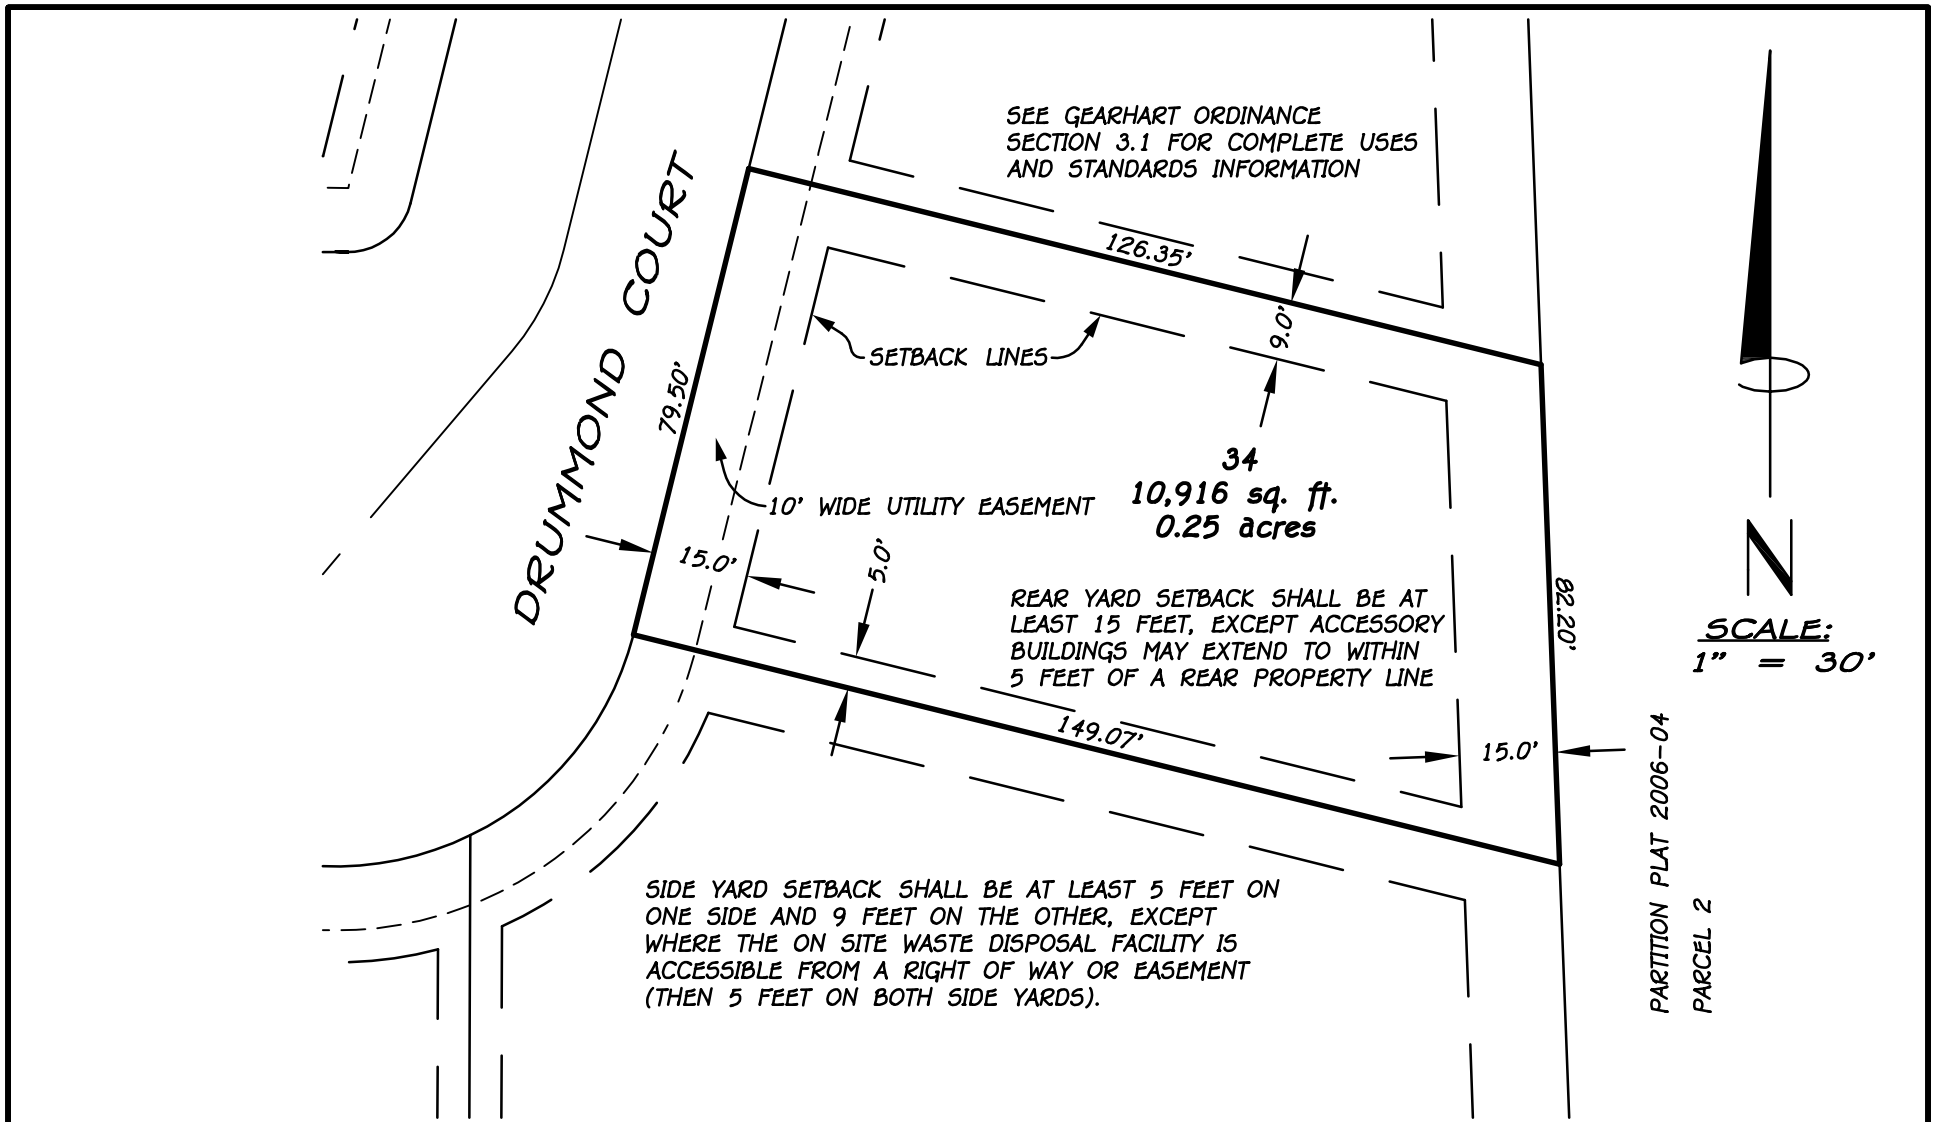 SEE GEARHART ORDINANCE
SECTION 3.1 FOR COMPLETE USES
AND STANDARDS INFORMATION
DRUMMOND COURT
126.35'
9.0'
SETBACK LINES
79.50'
34
10,916 sq. ft.
0.25 acres
10' WIDE UTILITY EASEMENT
15.0'
5.0'
REAR YARD SETBACK SHALL BE AT
LEAST 15 FEET, EXCEPT ACCESSORY
BUILDINGS MAY EXTEND TO WITHIN
5 FEET OF A REAR PROPERTY LINE
82.20'
N
SCALE:
1" = 30'
149.07'
15.0'
PARTITION PLAT 2006-04
PARCEL 2
SIDE YARD SETBACK SHALL BE AT LEAST 5 FEET ON
ONE SIDE AND 9 FEET ON THE OTHER, EXCEPT
WHERE THE ON SITE WASTE DISPOSAL FACILITY IS
ACCESSIBLE FROM A RIGHT OF WAY OR EASEMENT
(THEN 5 FEET ON BOTH SIDE YARDS).